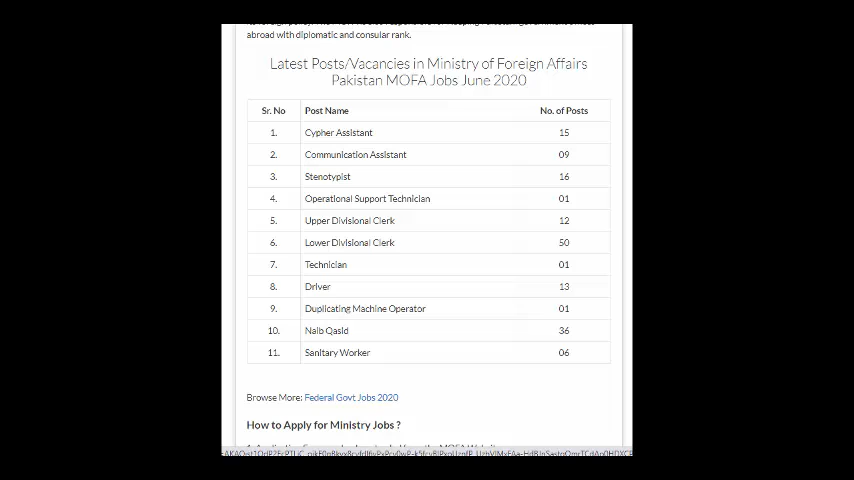 abroad with diplomatic and consular rank.
Latest Posts/Vacancies in Ministry of Foreign Affairs
Pakistan MOFA Jobs June 2020
Sr. No Post Name No. of Posts
1. Cypher Assistant 15
2. Communication Assistant 09
3. Stenotypist 16
4. Operational Support Technician 01
5. Upper Divisional Clerk 12
6. Lower Divisional Clerk 50
7. Technician 01
8. Driver 13
9. Duplicating Machine Operator 01
10. Naib Qasid 36
11. Sanitary Worker 06
Browse More: Federal Govt Jobs 2020
How to Apply for Ministry Jobs ?